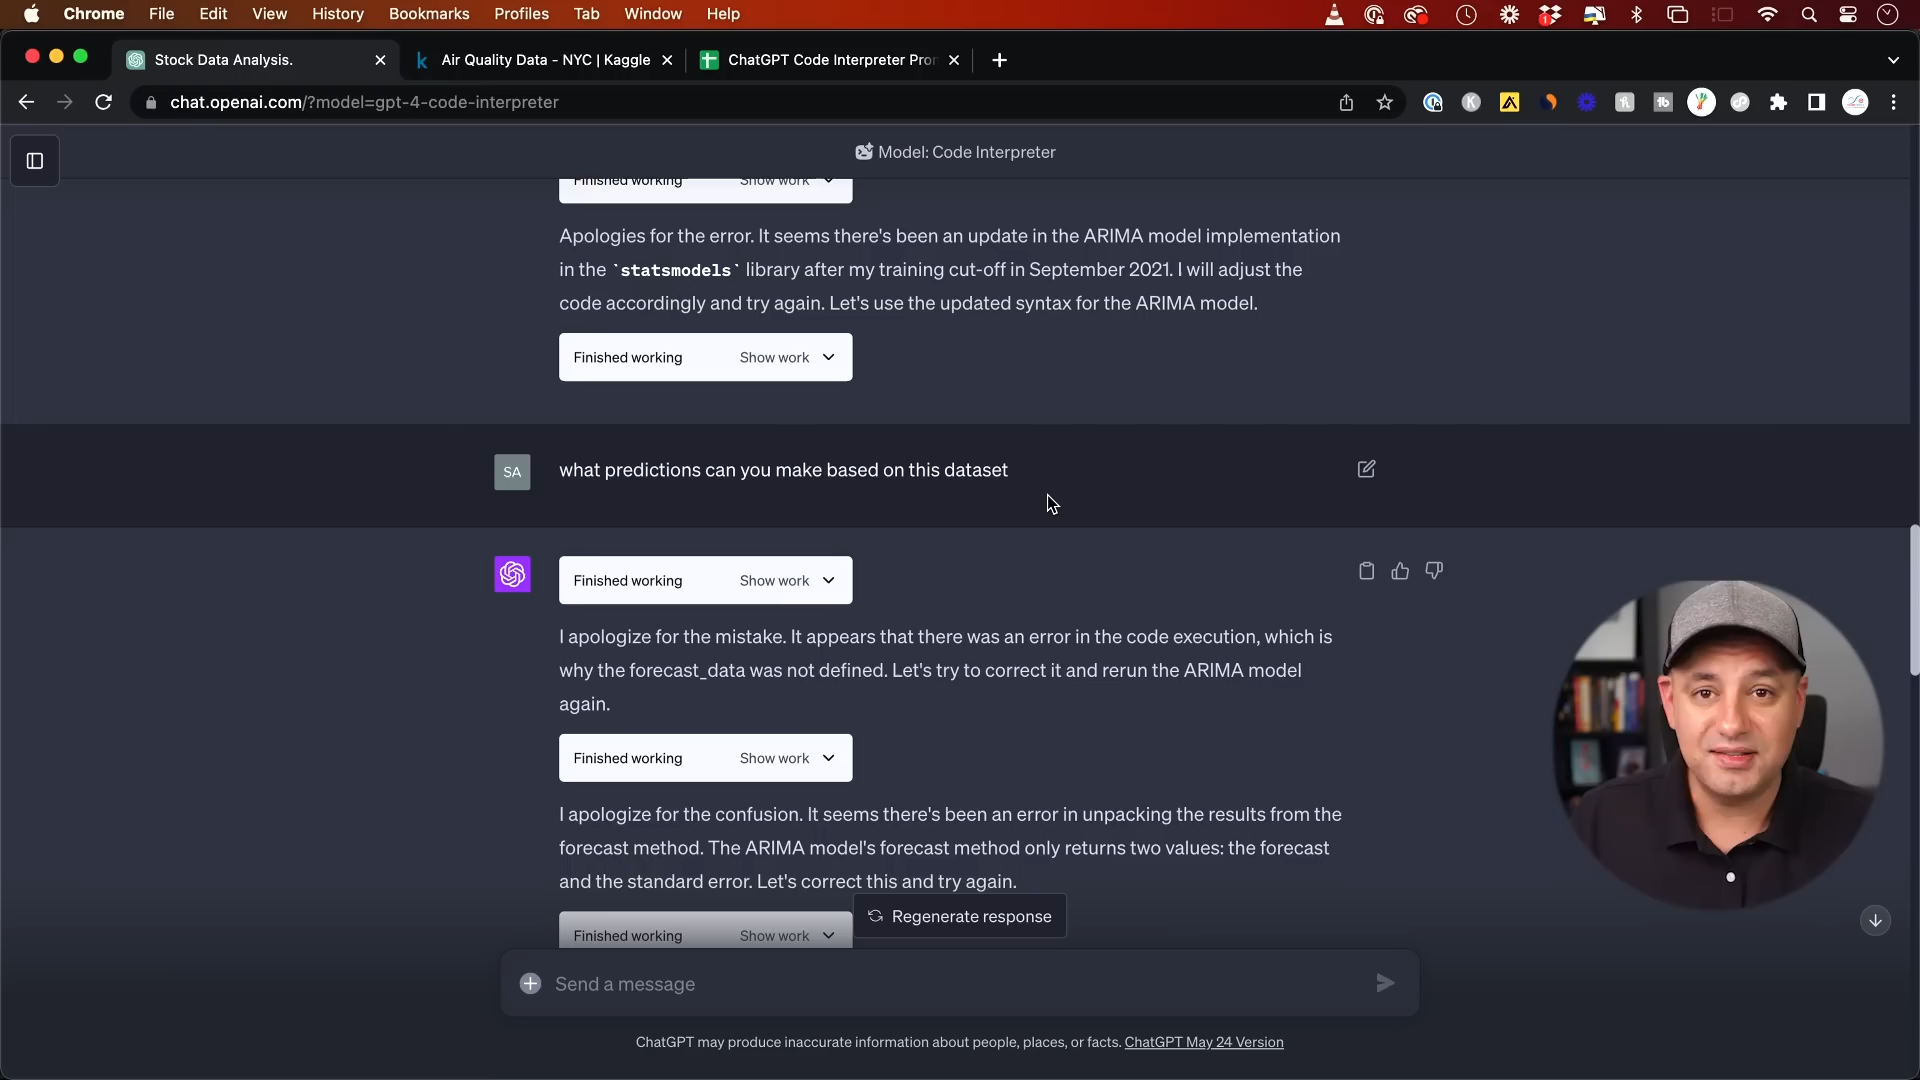 Chrome File Edit View History Bookmarks Profiles Tab Window Help
Stock Data Analysis. Air Quality Data - NYC | Kaggle ChatGPT Code Interpreter Pror
chat.openai.com/?model=gpt-4-code-interpreter
Model: Code Interpreter
Finished working Show work
Apologies for the error. It seems there's been an update in the ARIMA model implementation
in the `statsmodels` library after my training cut-off in September 2021. I will adjust the
code accordingly and try again. Let's use the updated syntax for the ARIMA model.
Finished working Show work
SA what predictions can you make based on this dataset
Finished working Show work
I apologize for the mistake. It appears that there was an error in the code execution, which is
why the forecast_data was not defined. Let's try to correct it and rerun the ARIMA model
again.
Finished working Show work
I apologize for the confusion. It seems there's been an error in unpacking the results from the
forecast method. The ARIMA model's forecast method only returns two values: the forecast
and the standard error. Let's correct this and try again.
Regenerate response
Finished working Show work
Send a message
ChatGPT may produce inaccurate information about people, places, or facts. ChatGPT May 24 Version